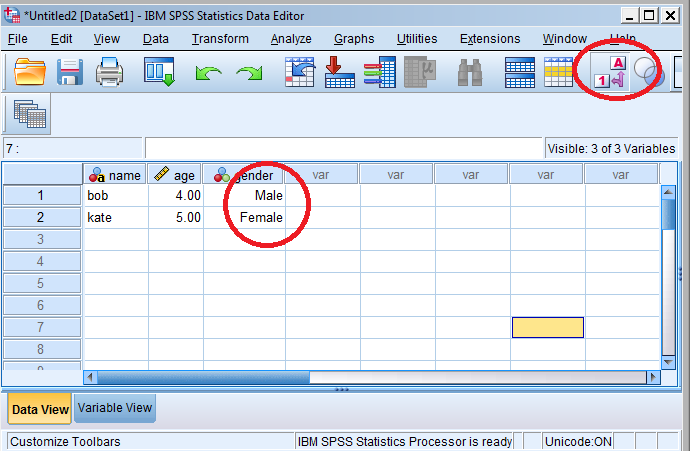 *Untitled2 [DataSet1] - IBM SPSS Statistics Data Editor
File Edit View Data Transform Analyze Graphs Utilities Extensions Window Help
A
1
7 :
Visible: 3 of 3 Variables
a name age gender var var var var var
1 bob 4.00 Male
2 kate 5.00 Female
3
4
5
6
7
8
9
Data View Variable View
Customize Toolbars IBM SPSS Statistics Processor is ready Unicode:ON